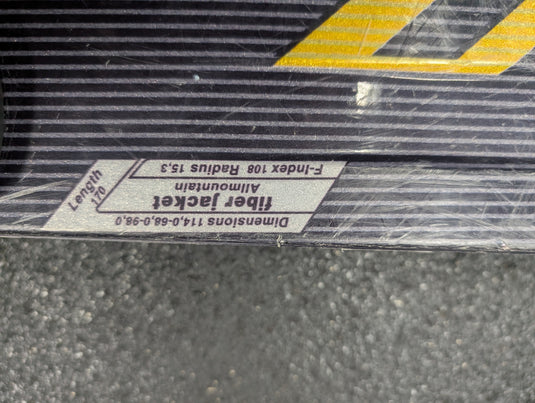 Dimensions 114,0-68,0-98,0
fiber jacket
Allmountain
F-Index 108 Radius 15,3
Length
170